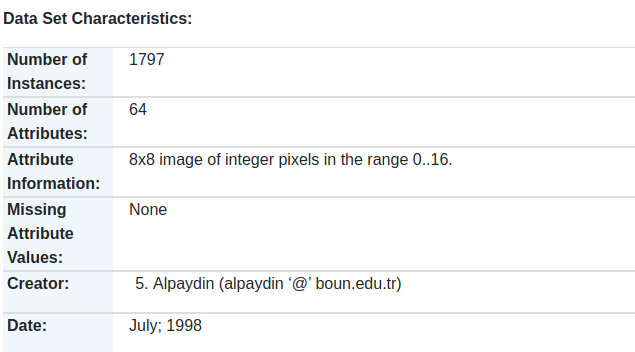 Data Set Characteristics:
Number of
Instances:
1797
Number of
Attributes:
64
Attribute
Information:
8x8 image of integer pixels in the range 0..16.
Missing
Attribute
Values:
None
Creator:
5. Alpaydin (alpaydin ‘@’ boun.edu.tr)
Date:
July; 1998